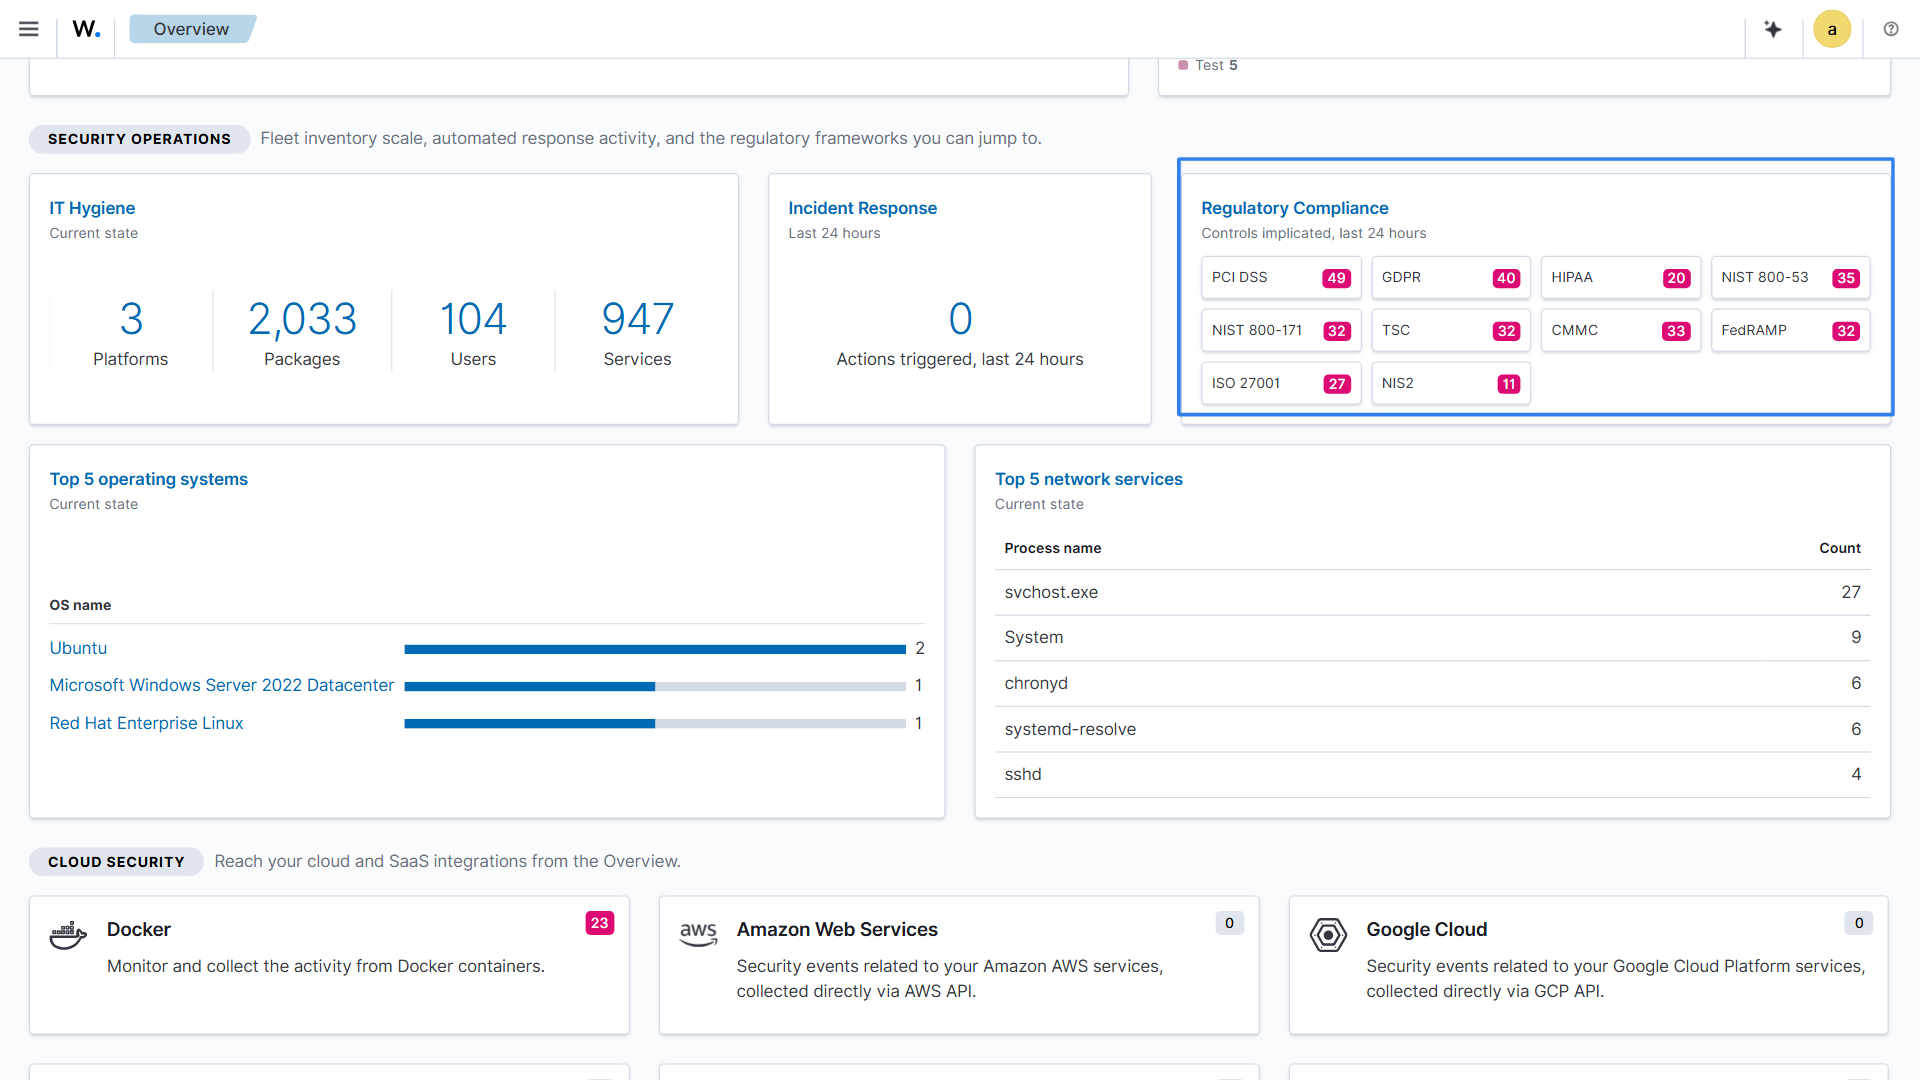 W. Overview a
Test 5
SECURITY OPERATIONS Fleet inventory scale, automated response activity, and the regulatory frameworks you can jump to.
IT Hygiene
Current state
3 2,033 104 947
Platforms Packages Users Services
Incident Response
Last 24 hours
0
Actions triggered, last 24 hours
Regulatory Compliance
Controls implicated, last 24 hours
PCI DSS 49 GDPR 40 HIPAA 20 NIST 800-53 35
NIST 800-171 32 TSC 32 CMMC 33 FedRAMP 32
ISO 27001 27 NIS2 11
Top 5 operating systems
Current state
OS name
Ubuntu 2
Microsoft Windows Server 2022 Datacenter 1
Red Hat Enterprise Linux 1
Top 5 network services
Current state
Process name Count
svchost.exe 27
System 9
chronyd 6
systemd-resolve 6
sshd 4
CLOUD SECURITY Reach your cloud and SaaS integrations from the Overview.
Docker 23
Monitor and collect the activity from Docker containers.
aws Amazon Web Services 0
Security events related to your Amazon AWS services,
collected directly via AWS API.
Google Cloud 0
Security events related to your Google Cloud Platform services,
collected directly via GCP API.